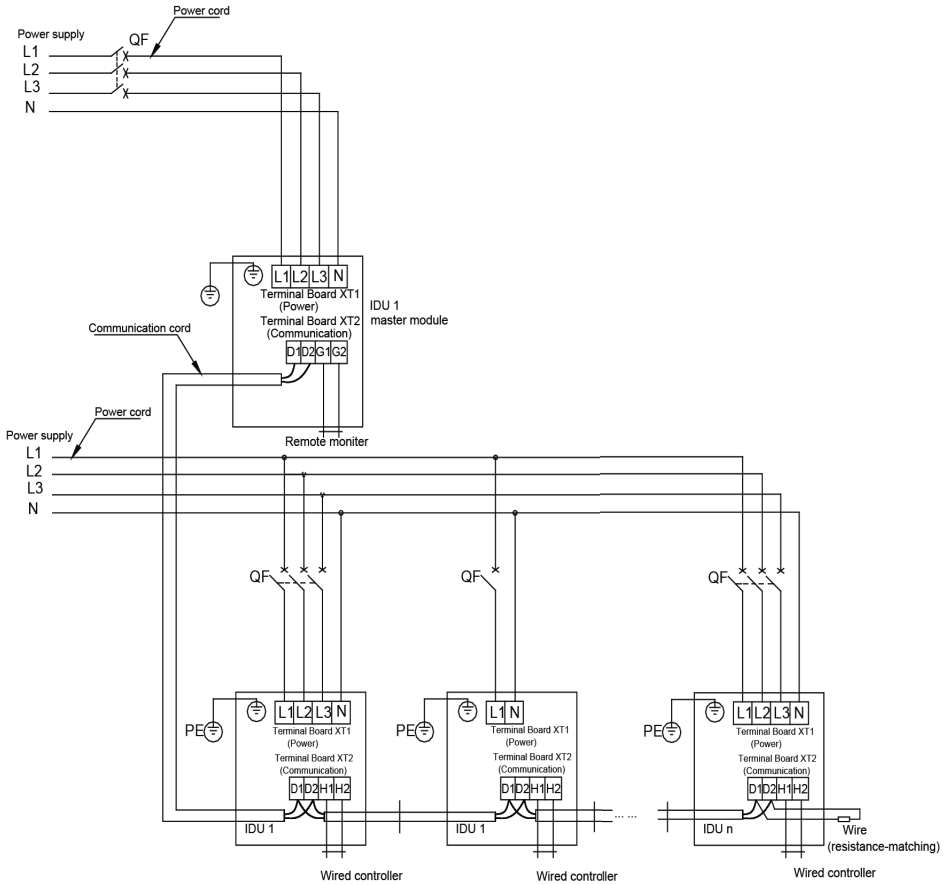 Power cord
Power supply
QF
L1
L2
L3
N
L1 L2 L3 N
Terminal Board XT1
(Power)
IDU 1
master module
Terminal Board XT2
(Communication)
D1 D2 G1 G2
Communication cord
Remote moniter
Power cord
Power supply
L1
L2
L3
N
QF
QF
QF
PE
L1 L2 L3 N
Terminal Board XT1
(Power)
Terminal Board XT2
(Communication)
D1 D2 H1 H2
IDU 1
Wired controller
PE
L1 N
Terminal Board XT1
(Power)
Terminal Board XT2
(Communication)
D1 D2 H1 H2
IDU 1
Wired controller
... ...
PE
L1 L2 L3 N
Terminal Board XT1
(Power)
Terminal Board XT2
(Communication)
D1 D2 H1 H2
IDU n
Wire
(resistance-matching)
Wired controller